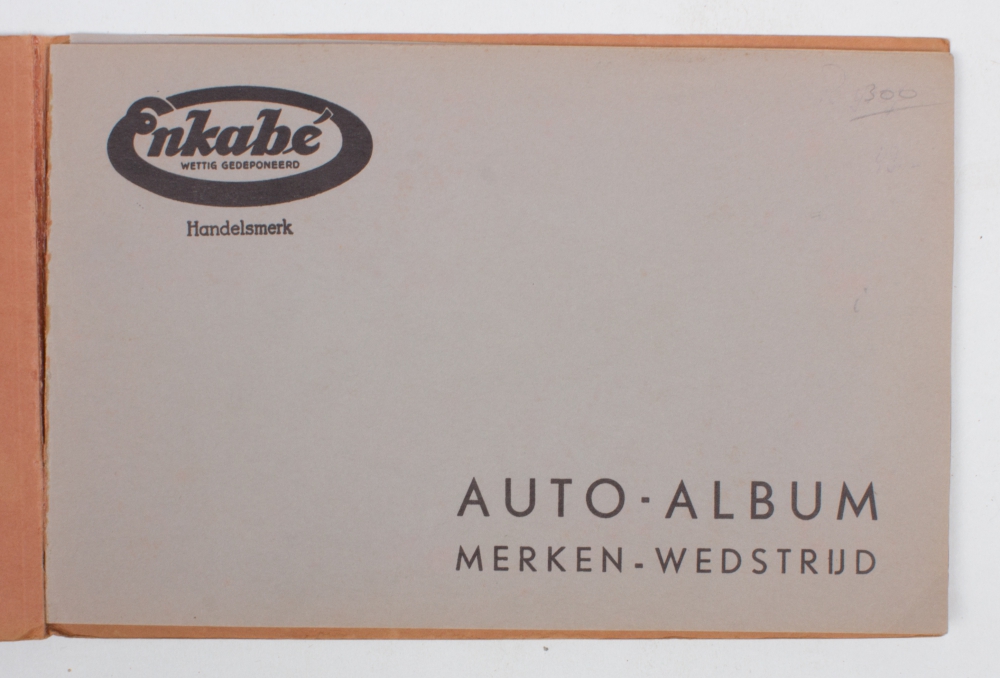 Enkabé
WETTIG GEDEPONEERD
Handelsmerk
300
AUTO-ALBUM
MERKEN-WEDSTRIJD